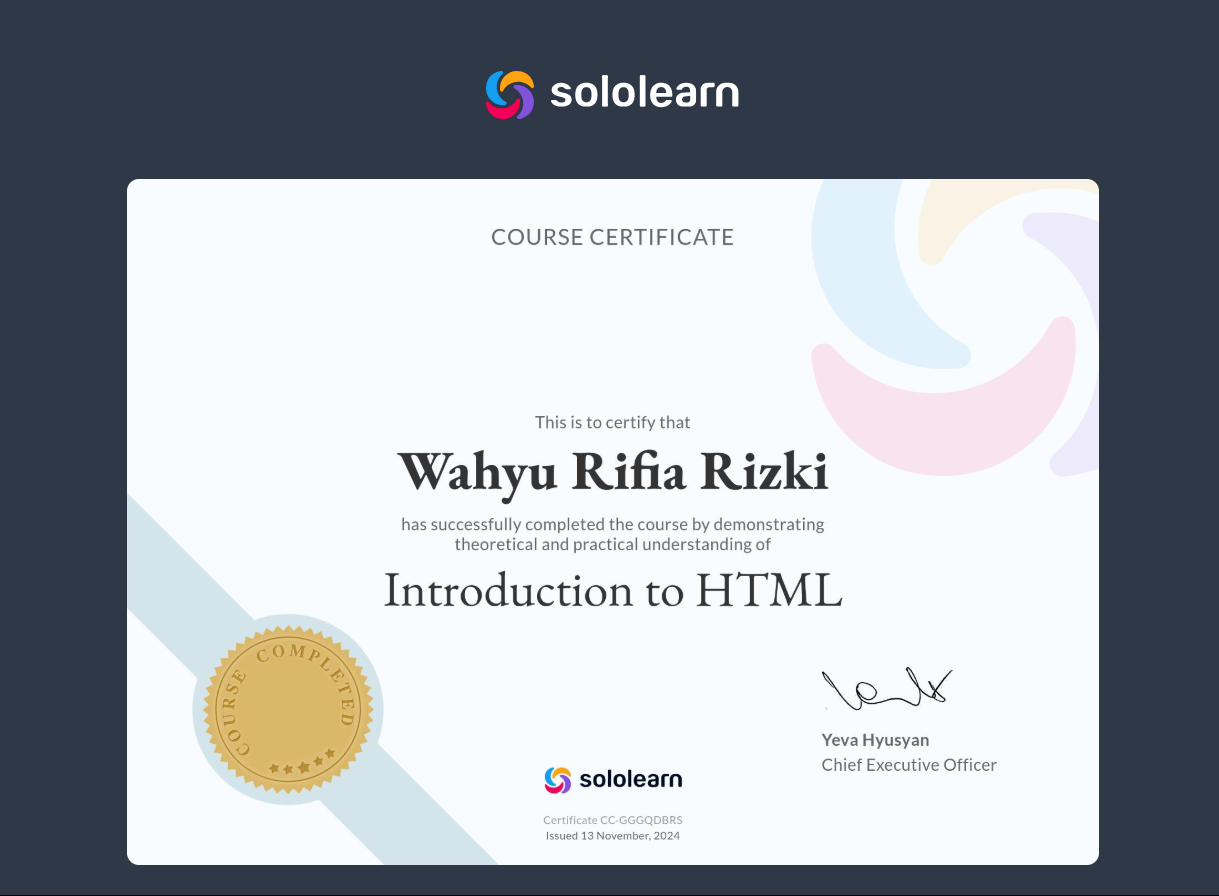 sololearn
COURSE CERTIFICATE
This is to certify that
Wahyu Rifia Rizki
has successfully completed the course by demonstrating
theoretical and practical understanding of
Introduction to HTML
COURSE COMPLETED
Yeva Hyusyan
Chief Executive Officer
sololearn
Certificate CC-GGGQDBRS
Issued 13 November, 2024